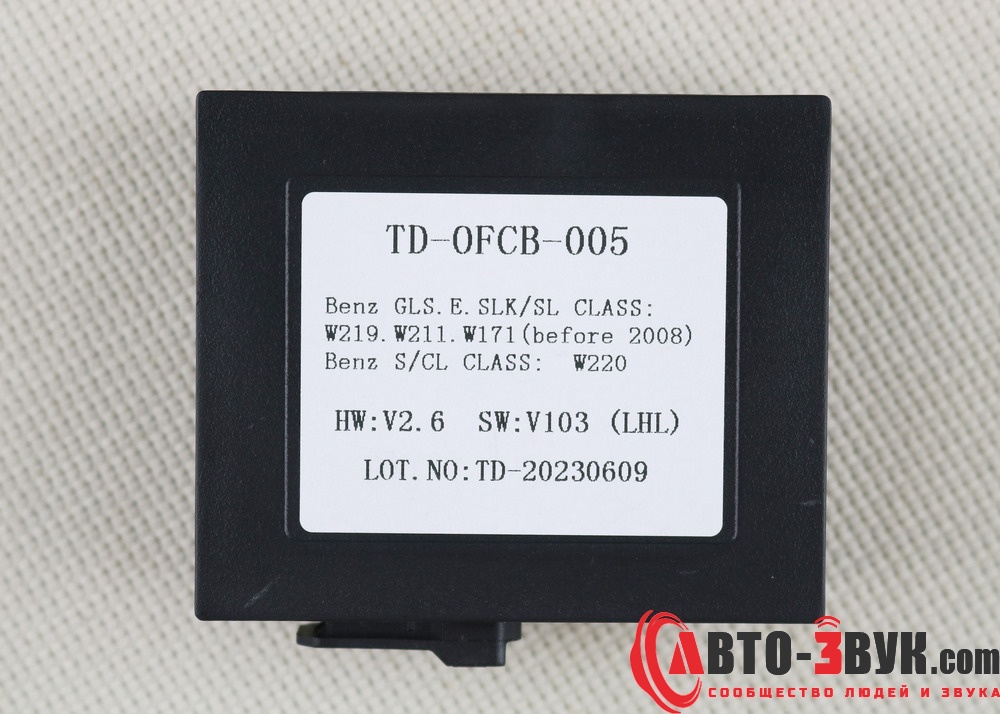 TD-OFCB-005
Benz GLS.E.SLK/SL CLASS:
W219.W211.W171(before 2008)
Benz S/CL CLASS: W220
HW:V2.6 SW:V103 (LHL)
LOT.NO:TD-20230609
АВТО-ЗВУК.com
СООБЩЕСТВО ЛЮДЕЙ И ЗВУКА